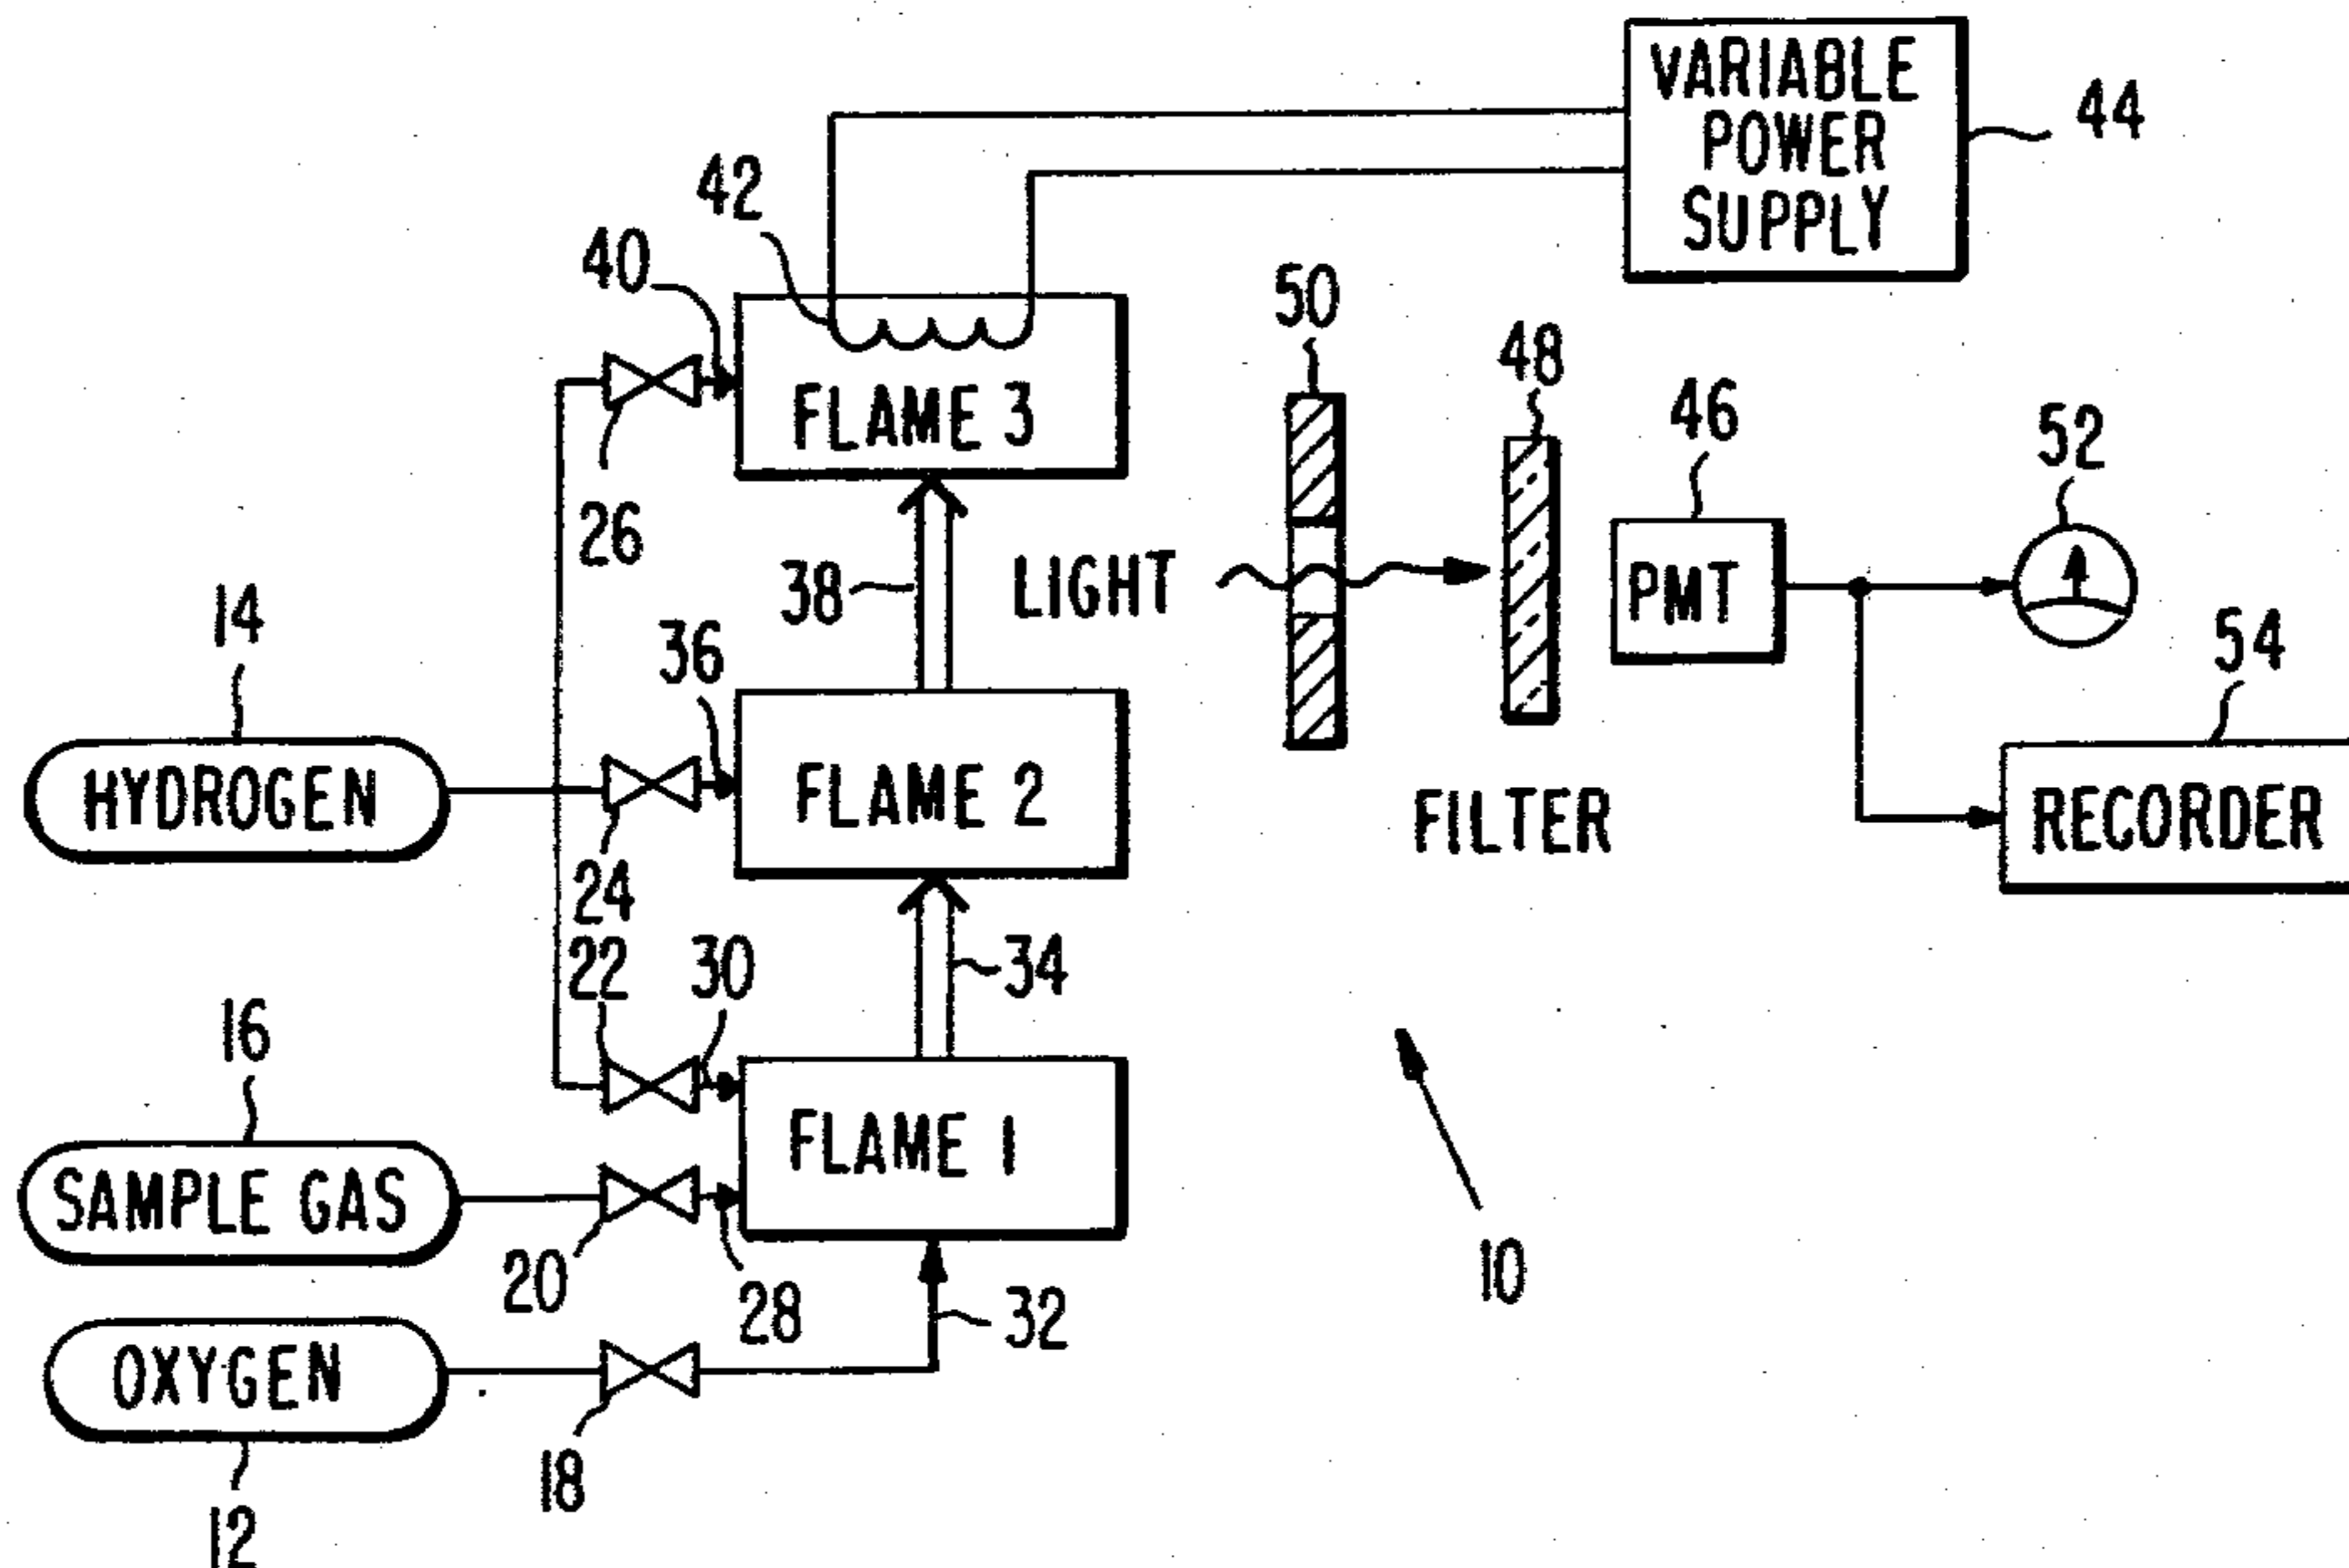 VARIABLE
POWER
SUPPLY
44
42
40
50
48
46
52
FLAME 3
26
38
LIGHT
PMT
14
36
54
HYDROGEN
FLAME 2
FILTER
RECORDER
24
22
30
34
16
FLAME 1
SAMPLE GAS
20
28
32
10
OXYGEN
18
12